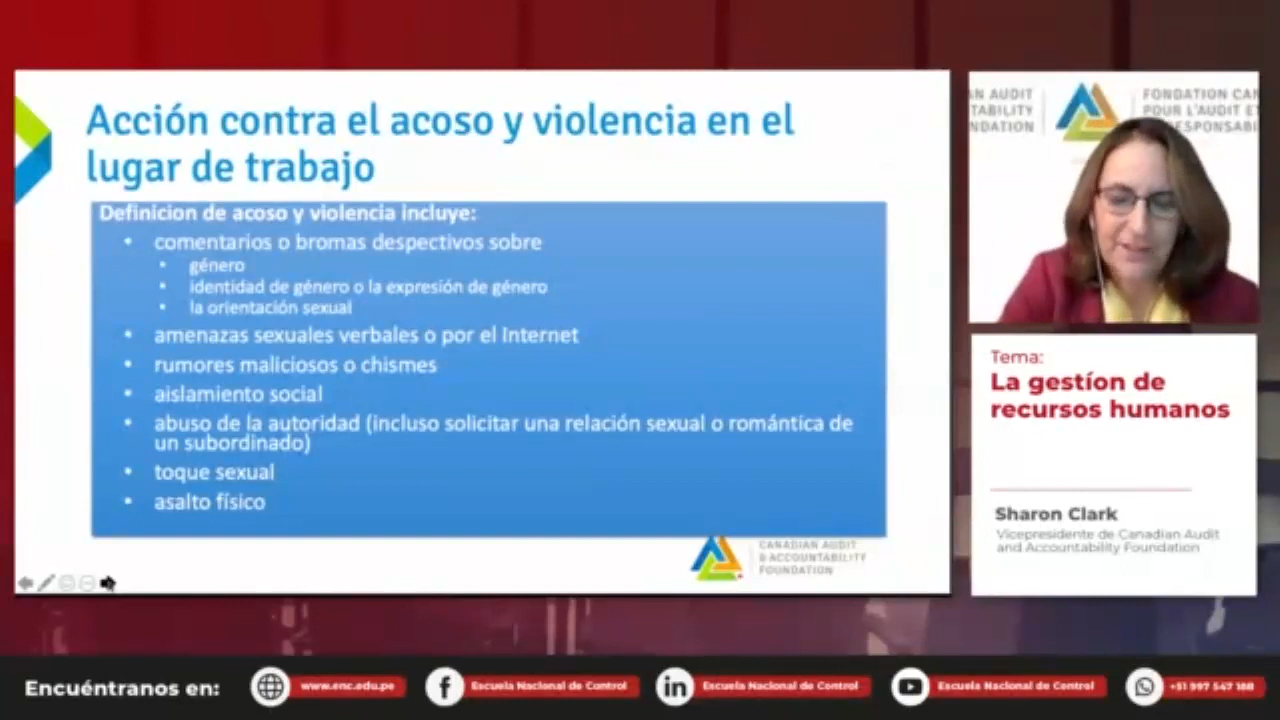 Acción contra el acoso y violencia en el
lugar de trabajo
Definicion de acoso y violencia incluye:
• comentarios o bromas despectivos sobre
• género
• identidad de género o la expresión de género
• la orientación sexual
• amenazas sexuales verbales o por el Internet
• rumores maliciosos o chismes
• aislamiento social
• abuso de la autoridad (incluso solicitar una relación sexual o romántica de
un subordinado)
• toque sexual
• asalto físico
CANADIAN AUDIT
& ACCOUNTABILITY
FOUNDATION
AN AUDIT
TABILITY
NDATION
FONDATION CAN
POUR L'AUDIT ET
RESPONSABI
Tema:
La gestíon de
recursos humanos
Sharon Clark
Vicepresidente de Canadian Audit
and Accountability Foundation
Encuéntranos en:
www.enc.edu.pe
Escuela Nacional de Control
Escuela Nacional de Control
Escuela Nacional de Control
+51 997 547 188